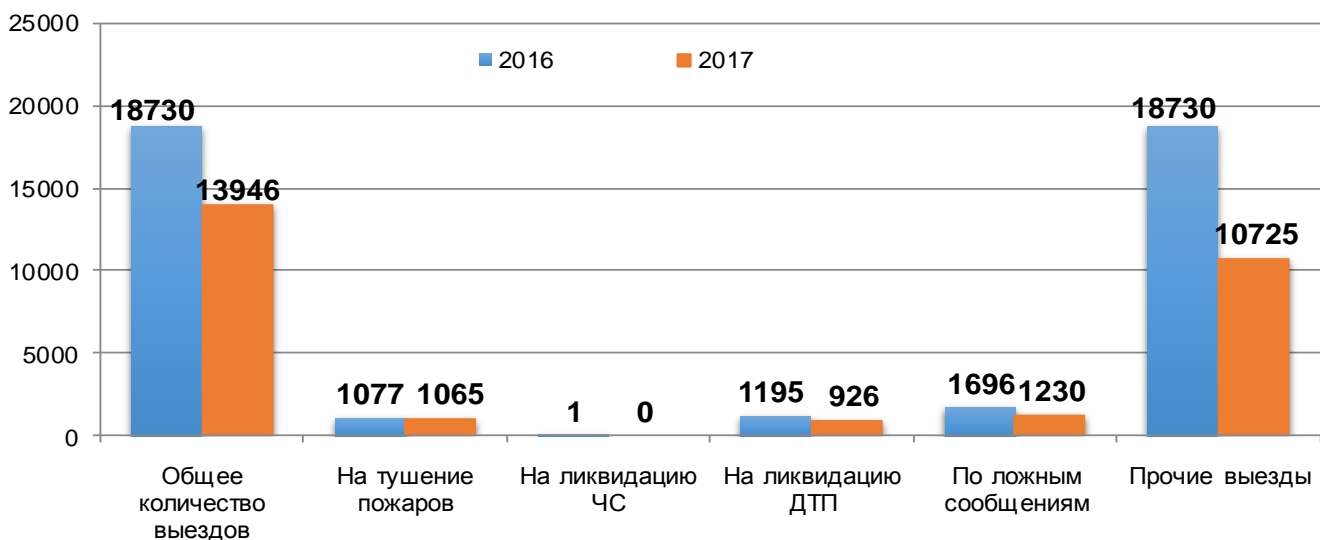 25000
2016
2017
20000
18730
18730
15000
13946
10725
10000
5000
1077
1065
1
0
1195
926
1696
1230
0
Общее
количество
выездов
На тушение
пожаров
На ликвидацию
ЧС
На ликвидацию
ДТП
По ложным
сообщениям
Прочие выезды